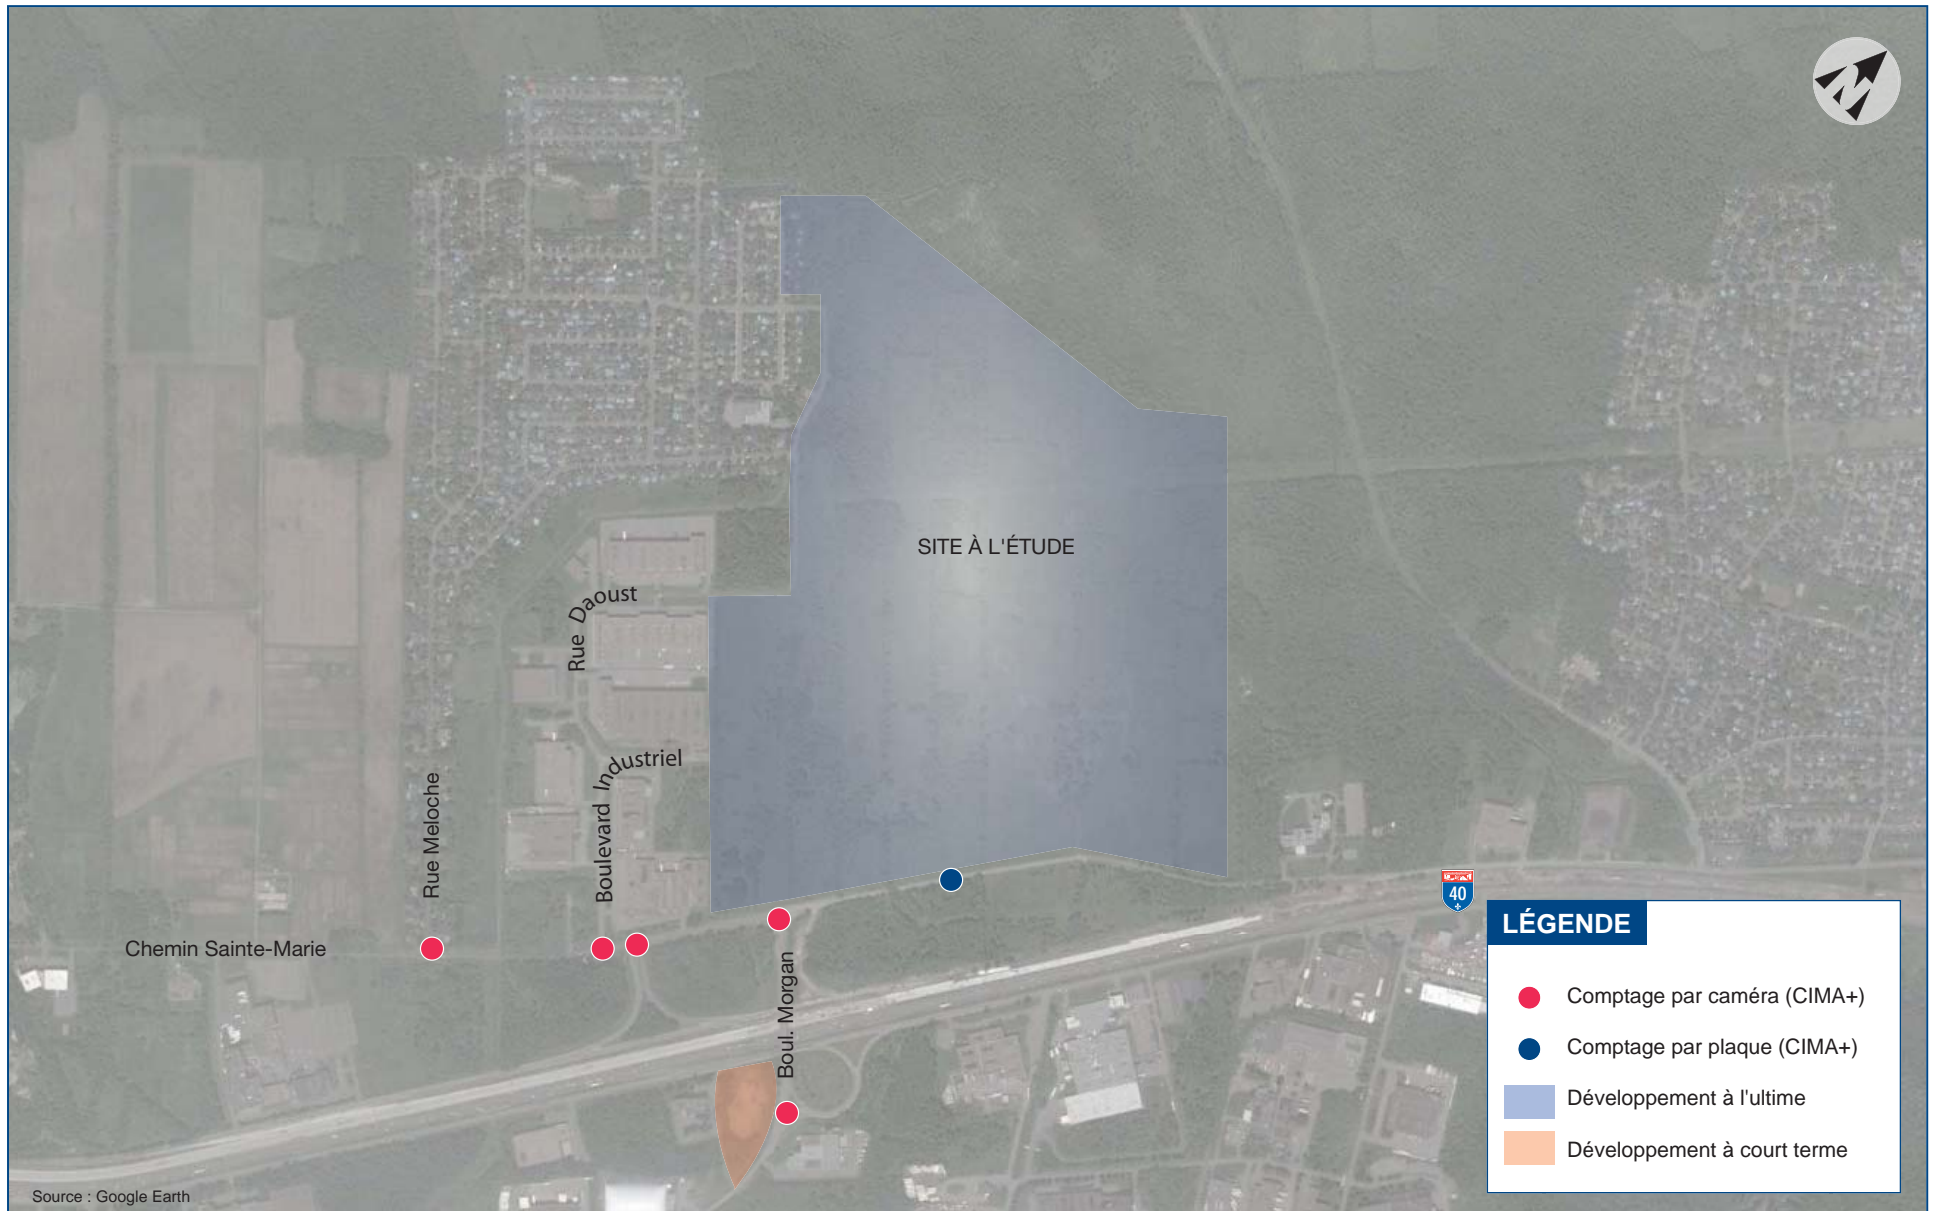 SITE À L'ÉTUDE
Rue Daoust
Boulevard Industriel
Rue Meloche
Chemin Sainte-Marie
Boul. Morgan
40
LÉGENDE
Comptage par caméra (CIMA+)
Comptage par plaque (CIMA+)
Développement à l'ultime
Développement à court terme
Source : Google Earth